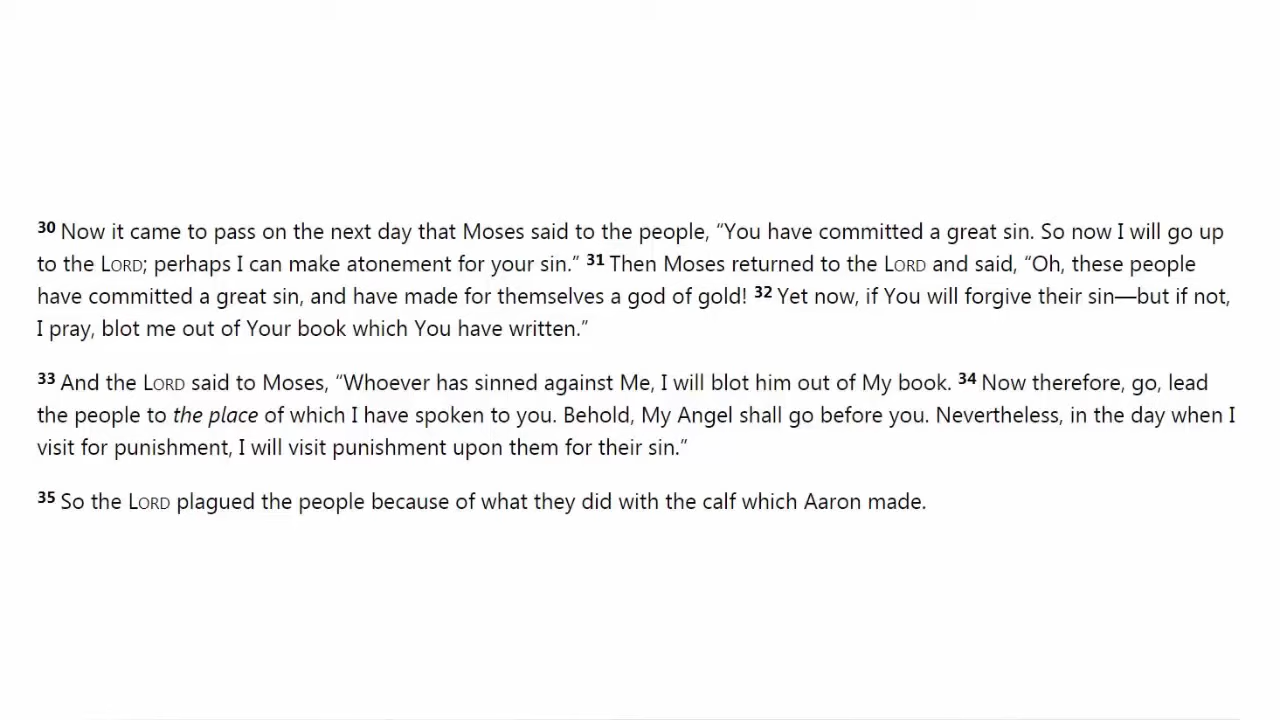 30 Now it came to pass on the next day that Moses said to the people, “You have committed a great sin. So now I will go up
to the LORD; perhaps I can make atonement for your sin.” 31 Then Moses returned to the LORD and said, “Oh, these people
have committed a great sin, and have made for themselves a god of gold! 32 Yet now, if You will forgive their sin—but if not,
I pray, blot me out of Your book which You have written.”
33 And the LORD said to Moses, “Whoever has sinned against Me, I will blot him out of My book. 34 Now therefore, go, lead
the people to the place of which I have spoken to you. Behold, My Angel shall go before you. Nevertheless, in the day when I
visit for punishment, I will visit punishment upon them for their sin.”
35 So the LORD plagued the people because of what they did with the calf which Aaron made.